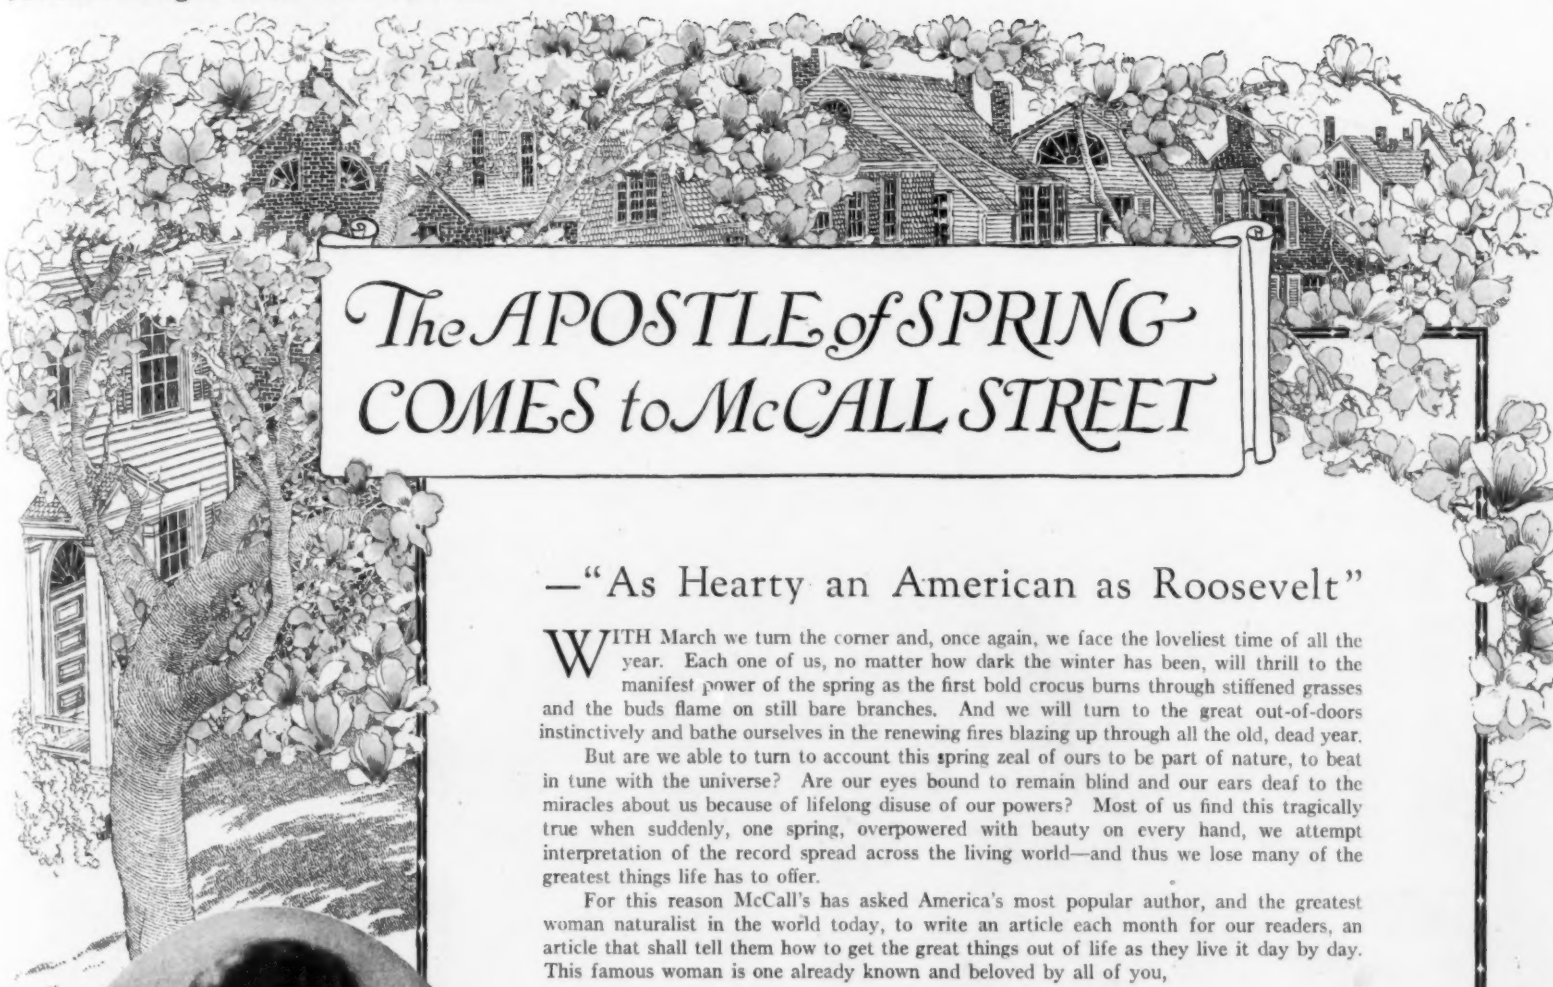 The APOSTLE of SPRING
COMES to McCALL STREET
—“As Hearty an American as Roosevelt”
WITH March we turn the corner and, once again, we face the loveliest time of all the
year. Each one of us, no matter how dark the winter has been, will thrill to the
manifest power of the spring as the first bold crocus burns through stiffened grasses
and the buds flame on still bare branches. And we will turn to the great out-of-doors
instinctively and bathe ourselves in the renewing fires blazing up through all the old, dead year.
But are we able to turn to account this spring zeal of ours to be part of nature, to beat
in tune with the universe? Are our eyes bound to remain blind and our ears deaf to the
miracles about us because of lifelong disuse of our powers? Most of us find this tragically
true when suddenly, one spring, overpowered with beauty on every hand, we attempt
interpretation of the record spread across the living world—and thus we lose many of the
greatest things life has to offer.
For this reason McCall's has asked America's most popular author, and the greatest
woman naturalist in the world today, to write an article each month for our readers, an
article that shall tell them how to get the great things out of life as they live it day by day.
This famous woman is one already known and beloved by all of you,